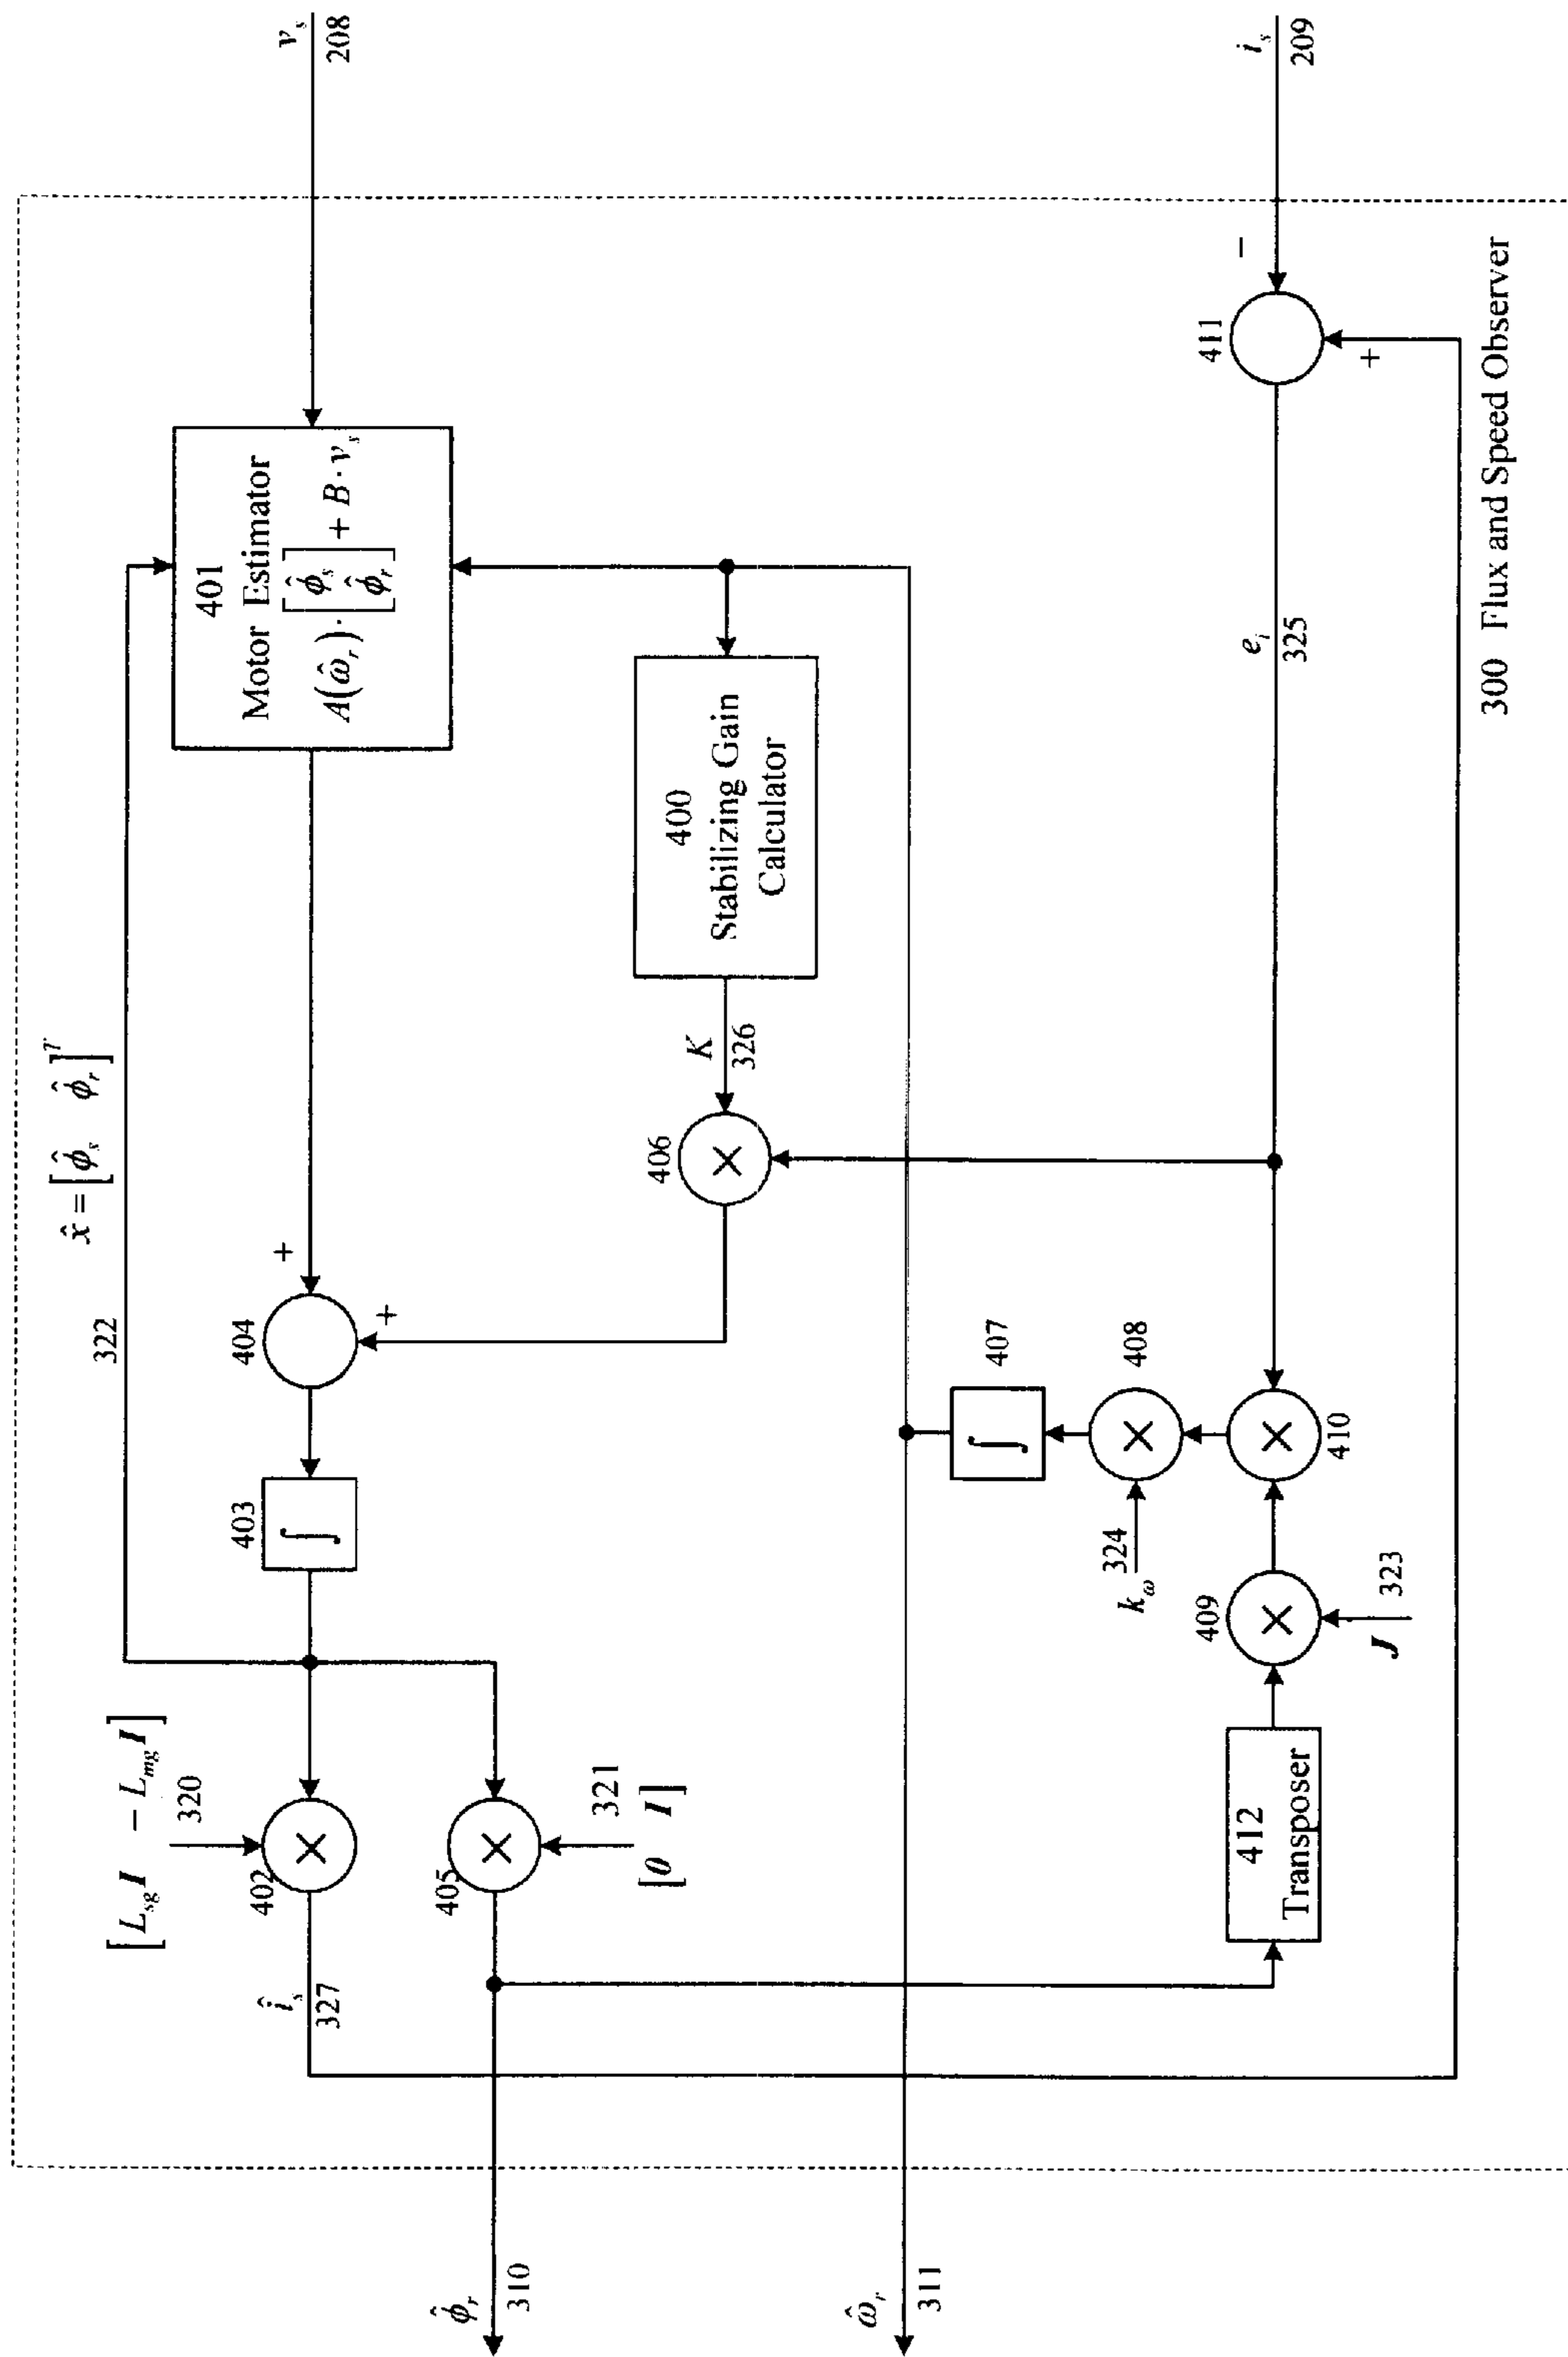 v_s
208
i_s
209
401
Motor Estimator
A(ω̂_r)·[φ̂_s φ̂_r] + B·v_s
−
411
+
400
Stabilizing Gain
Calculator
e_i
325
K
326
406
×
x̂ = [φ̂_s φ̂_r]^T
322
+
404
+
403
∫
407
∫
408
×
k_ω 324
410
×
409
×
J 323
[L_sg I − L_mg I]
320
402
×
405
×
321
[0 I]
î_s
327
412
Transposer
φ̂_r
310
ω̂_r
311
300 Flux and Speed Observer